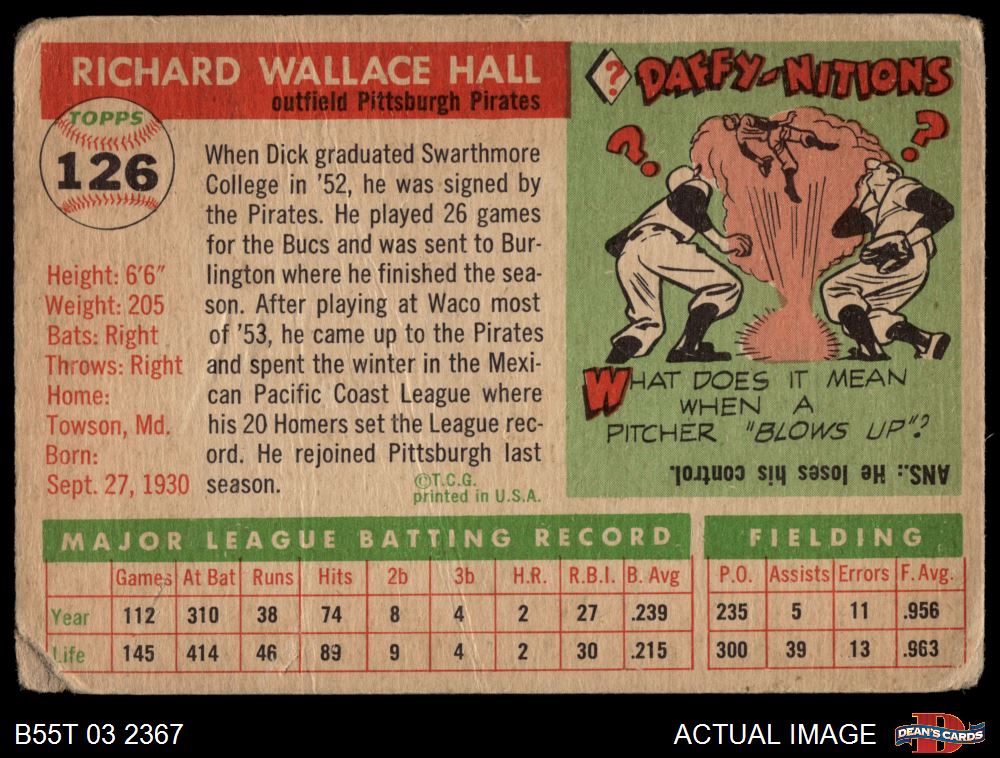 RICHARD WALLACE HALL
outfield Pittsburgh Pirates
TOPPS
126
Height: 6'6"
Weight: 205
Bats: Right
Throws: Right
Home:
Towson, Md.
Born:
Sept. 27, 1930
When Dick graduated Swarthmore
College in '52, he was signed by
the Pirates. He played 26 games
for the Bucs and was sent to Bur-
lington where he finished the sea-
son. After playing at Waco most
of '53, he came up to the Pirates
and spent the winter in the Mexi-
can Pacific Coast League where
his 20 Homers set the League rec-
ord. He rejoined Pittsburgh last
season.
©T.C.G.
printed in U.S.A.
?
DAFFY-NITIONS
? ?
WHAT DOES IT MEAN
WHEN A
PITCHER "BLOWS UP"?
ANS.: He loses his control.
MAJOR LEAGUE BATTING RECORD
Games At Bat Runs Hits 2b 3b H.R. R.B.I. B. Avg
Year 112 310 38 74 8 4 2 27 .239
Life 145 414 46 89 9 4 2 30 .215
FIELDING
P.O. Assists Errors F. Avg.
235 5 11 .956
300 39 13 .963
B55T 03 2367
ACTUAL IMAGE
D
DEAN'S CARDS